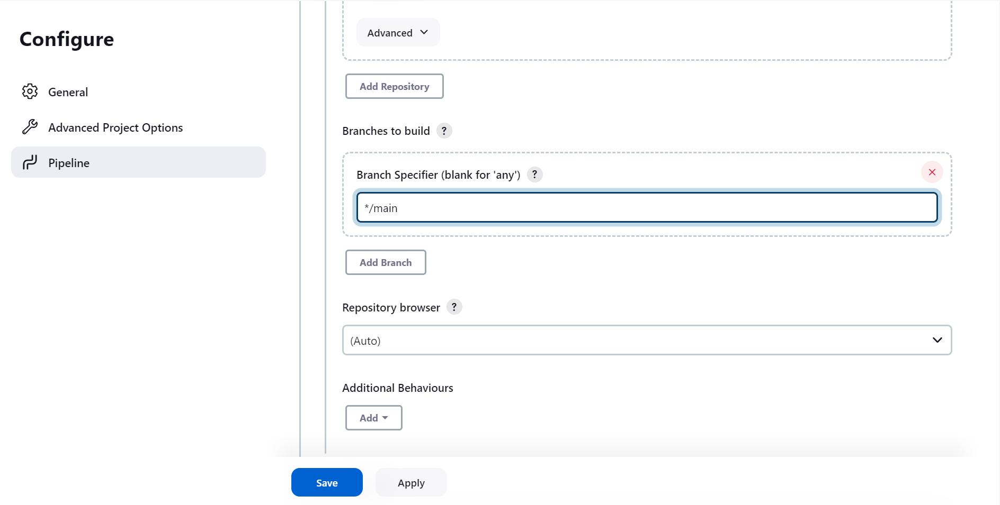 Configure
General
Advanced Project Options
Pipeline
Advanced
Add Repository
Branches to build ?
Branch Specifier (blank for 'any') ?
*/main
Add Branch
Repository browser ?
(Auto)
Additional Behaviours
Add
Save
Apply